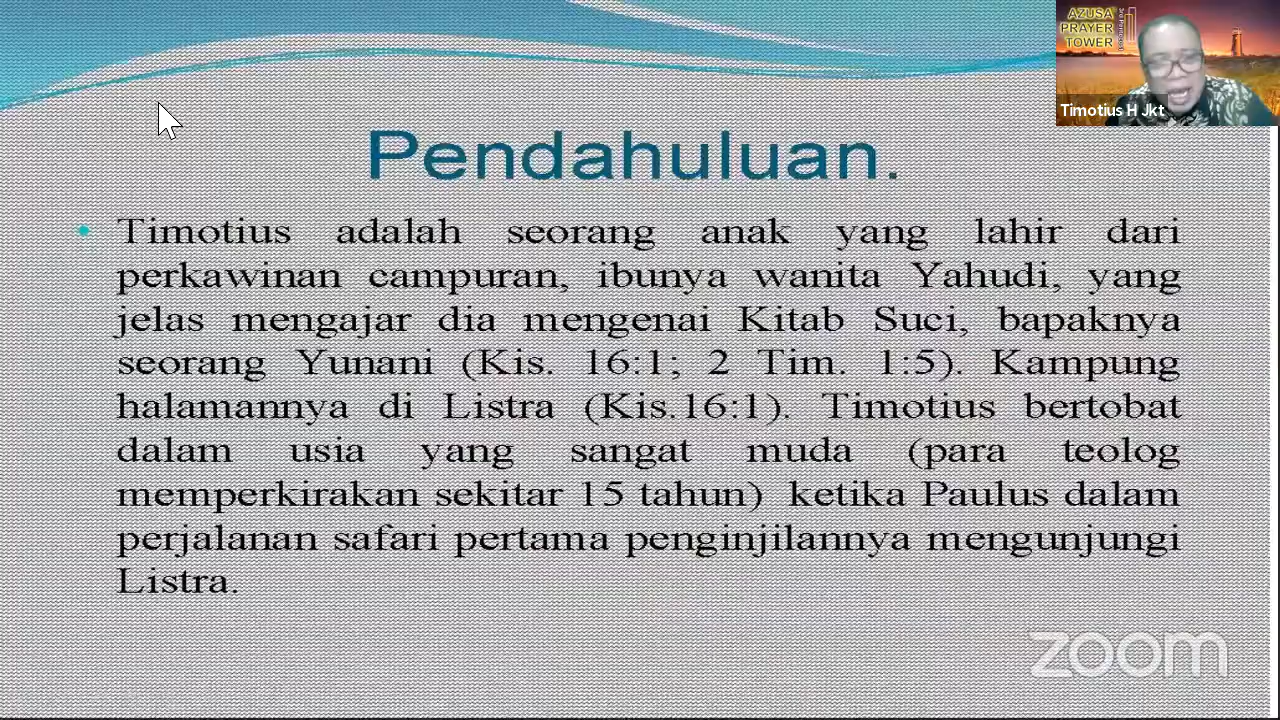 AZUSA
PRAYER
TOWER
Timotius H Jkt
Pendahuluan.
• Timotius adalah seorang anak yang lahir dari
perkawinan campuran, ibunya wanita Yahudi, yang
jelas mengajar dia mengenai Kitab Suci, bapaknya
seorang Yunani (Kis. 16:1; 2 Tim. 1:5). Kampung
halamannya di Listra (Kis.16:1). Timotius bertobat
dalam usia yang sangat muda (para teolog
memperkirakan sekitar 15 tahun) ketika Paulus dalam
perjalanan safari pertama penginjilannya mengunjungi
Listra.
zoom